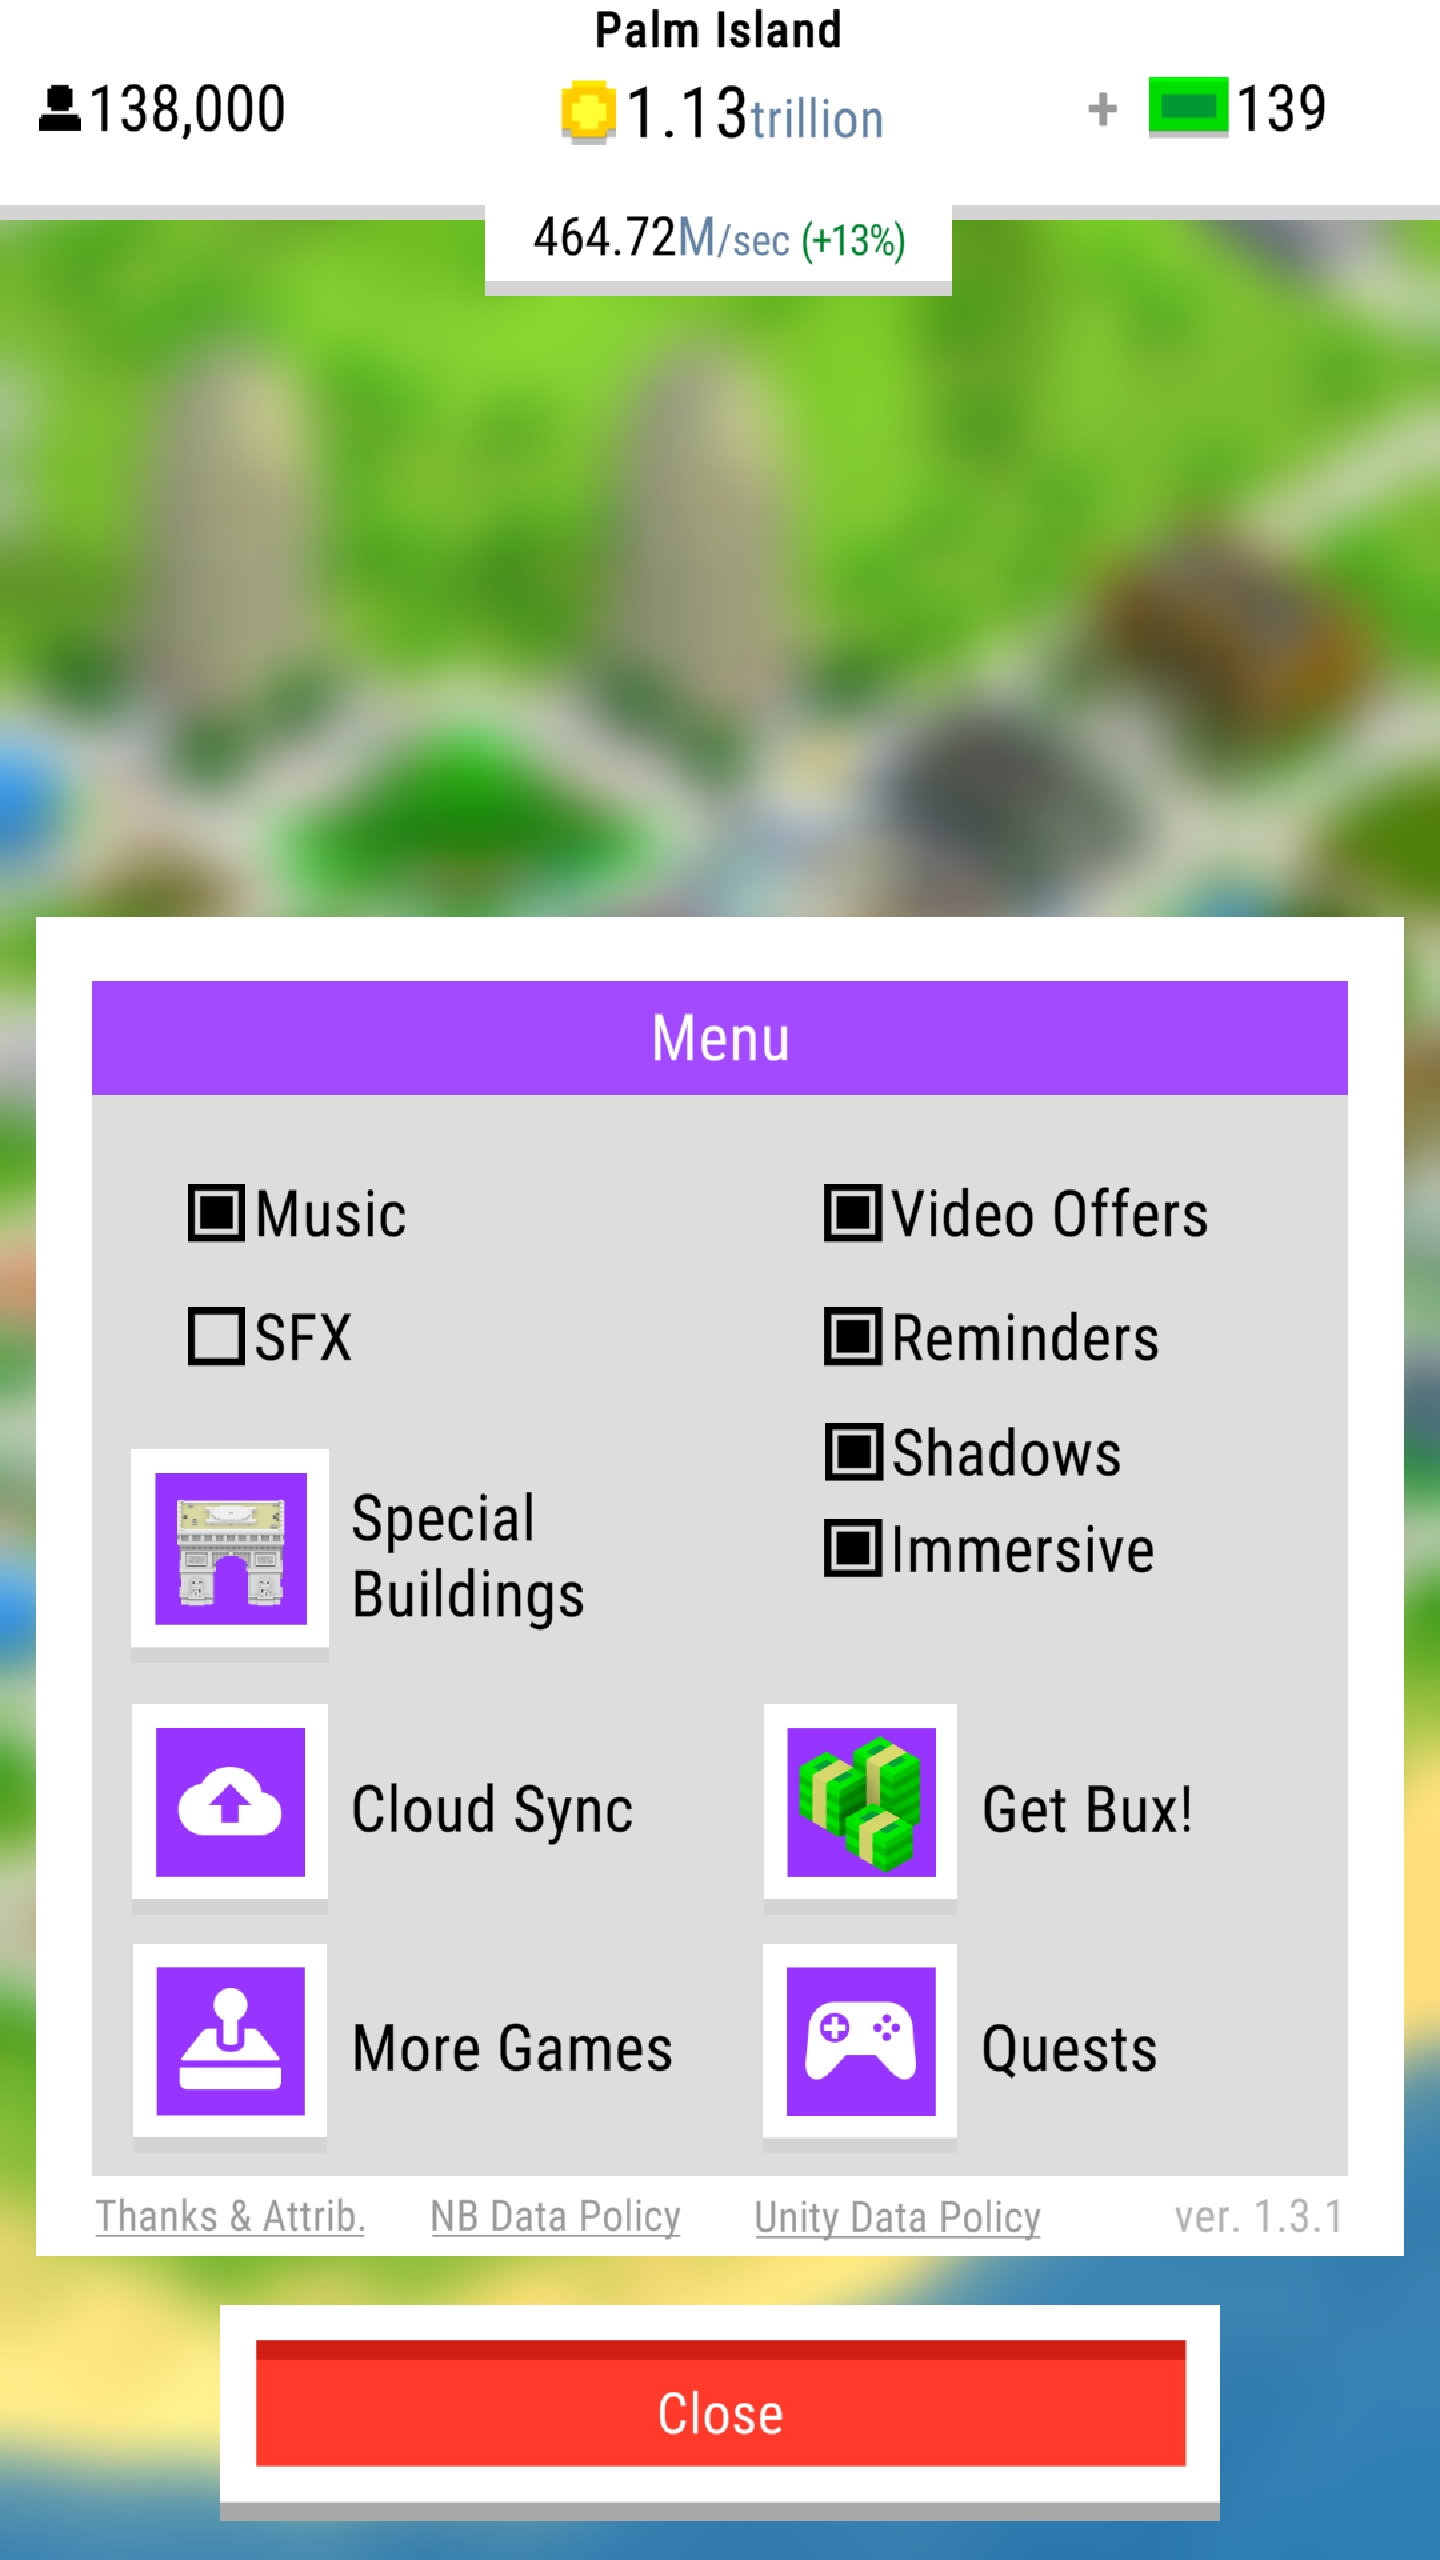 Palm Island
138,000
1.13trillion
+ 139
464.72M/sec (+13%)
Menu
Music
Video Offers
SFX
Reminders
Shadows
Immersive
Special
Buildings
Cloud Sync
Get Bux!
More Games
Quests
Thanks & Attrib.
NB Data Policy
Unity Data Policy
ver. 1.3.1
Close